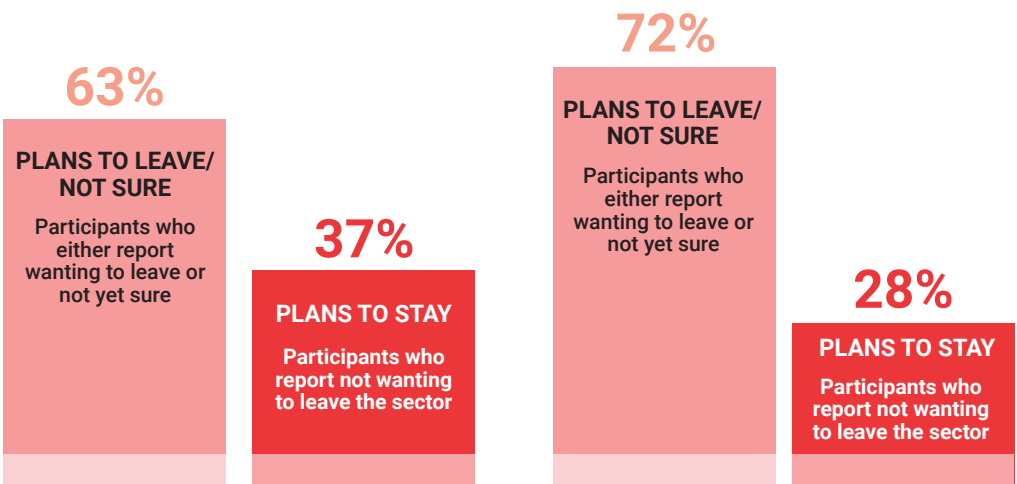 63%
PLANS TO LEAVE/
NOT SURE
Participants who
either report
wanting to leave or
not yet sure
37%
PLANS TO STAY
Participants who
report not wanting
to leave the sector
72%
PLANS TO LEAVE/
NOT SURE
Participants who
either report
wanting to leave or
not yet sure
28%
PLANS TO STAY
Participants who
report not wanting
to leave the sector